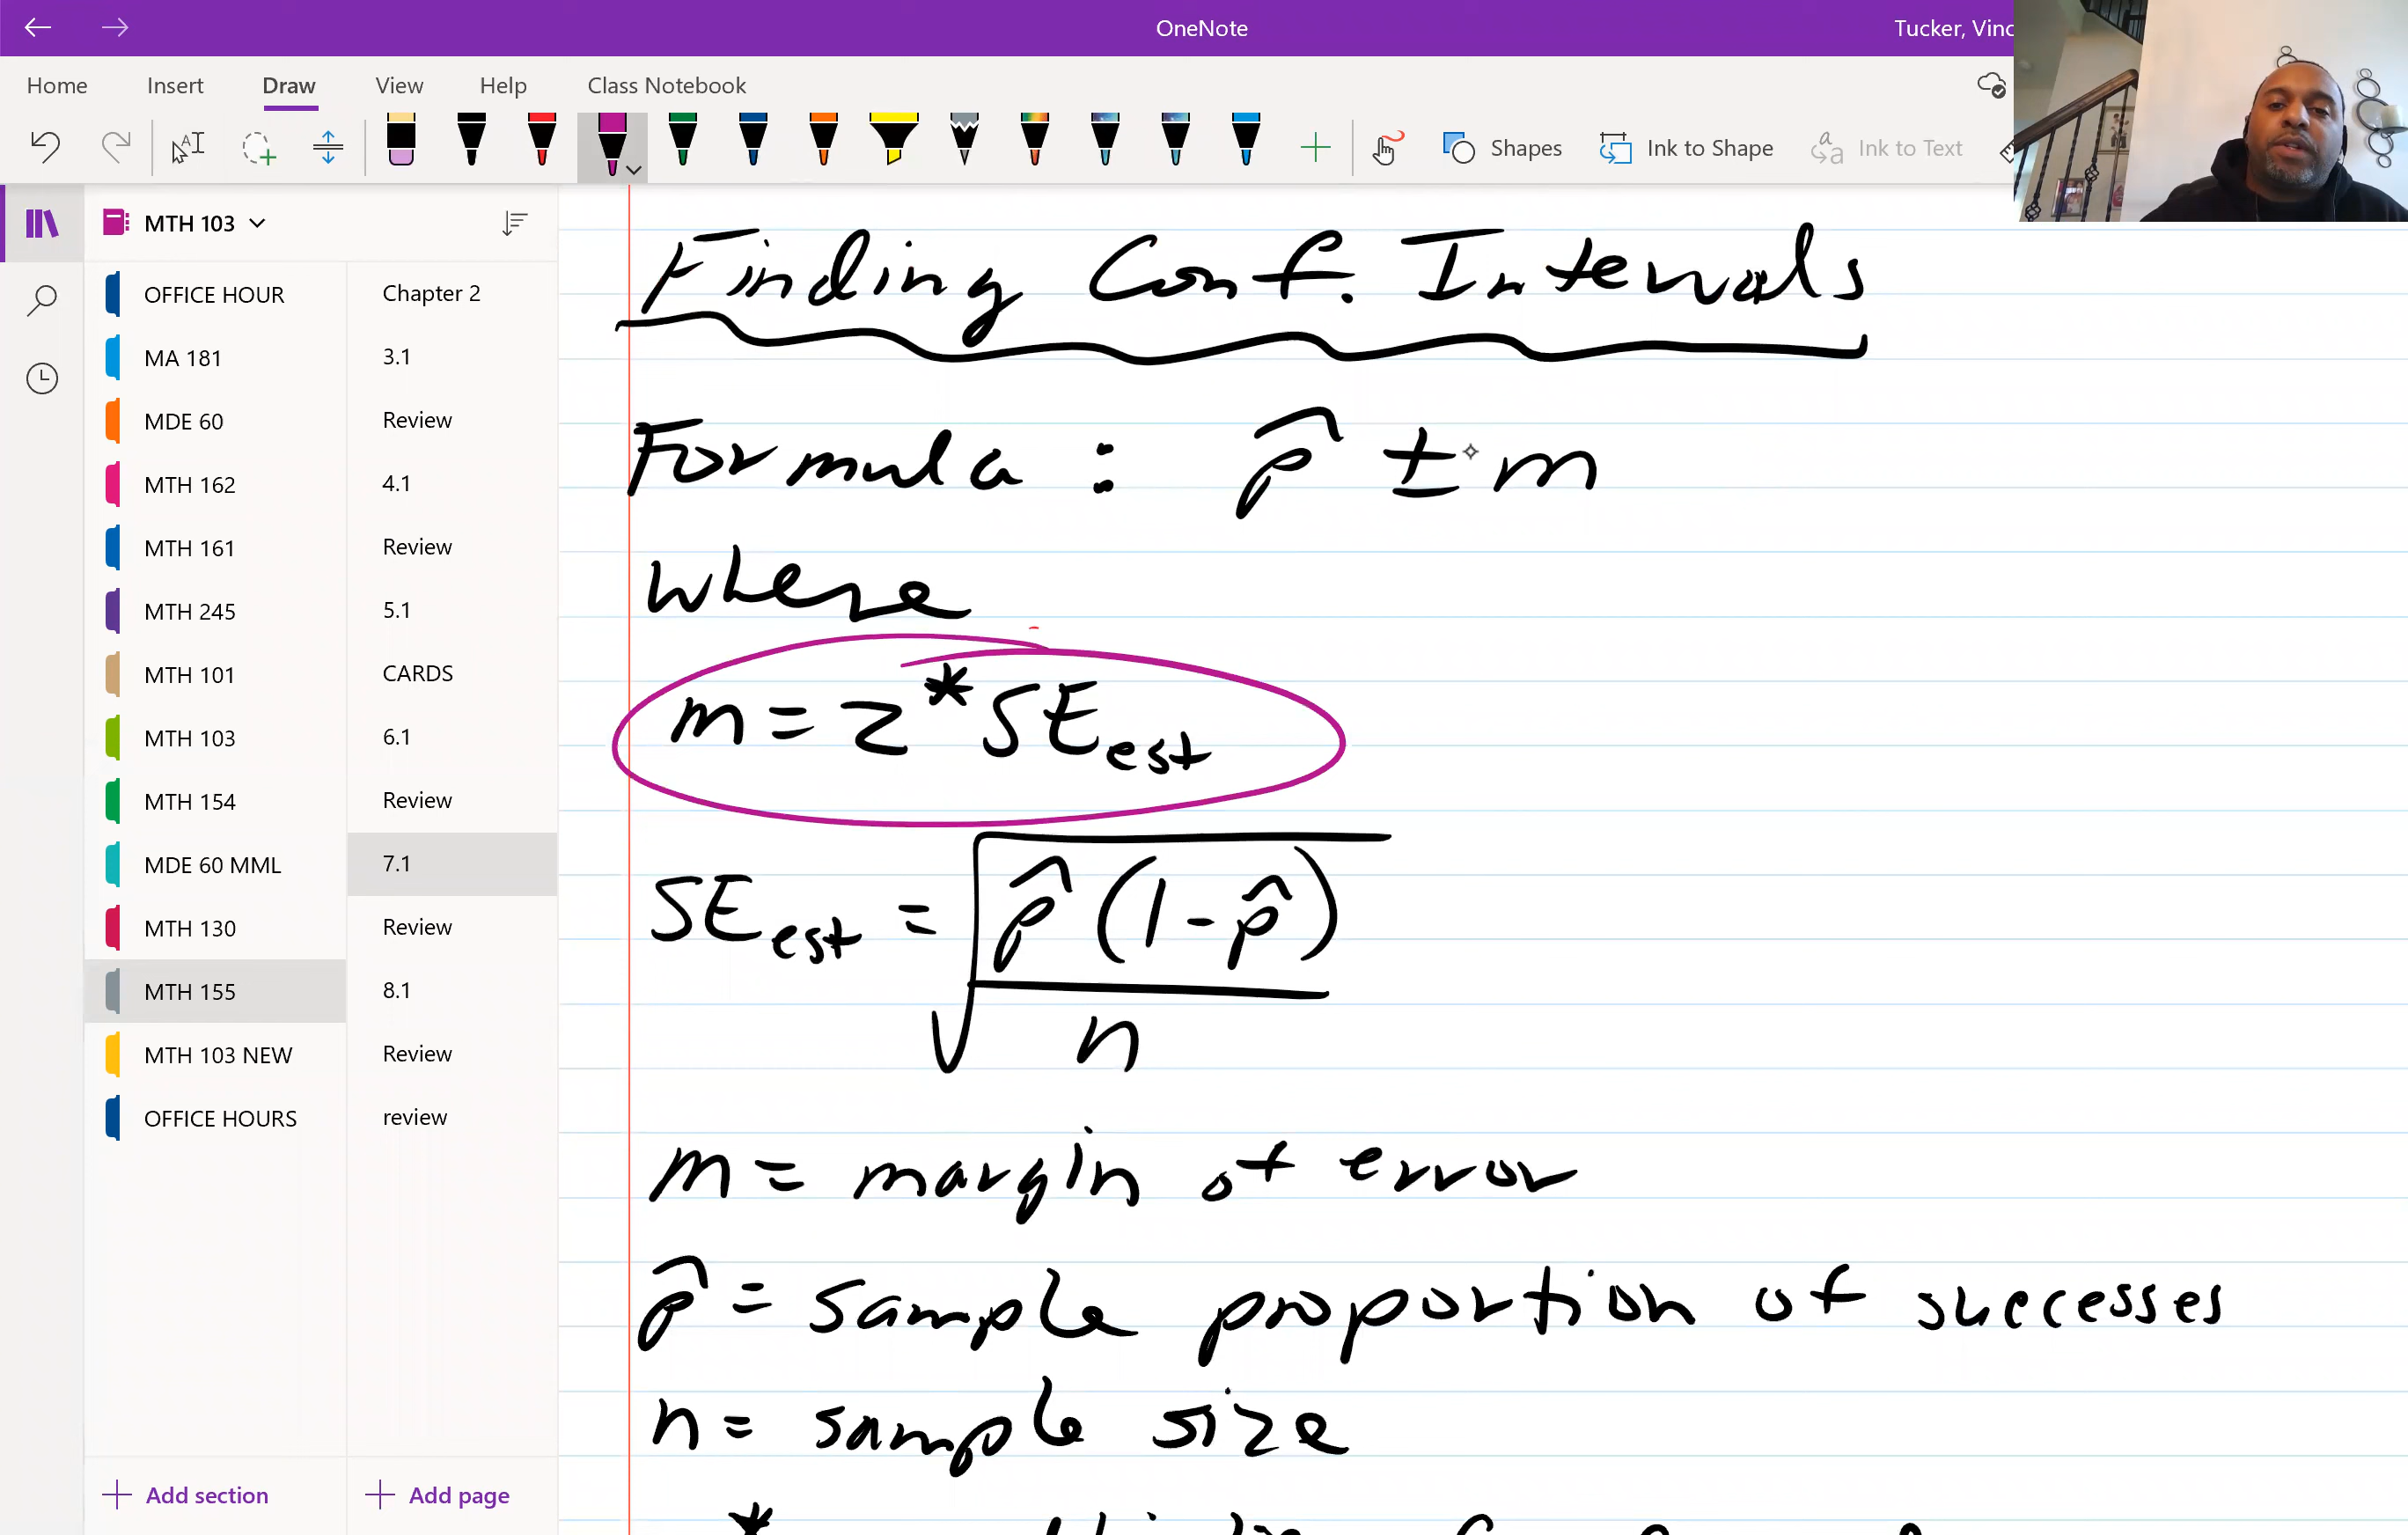 OneNote
Tucker, Vinc
Home Insert Draw View Help Class Notebook
Shapes Ink to Shape Ink to Text
MTH 103
OFFICE HOUR
MA 181
MDE 60
MTH 162
MTH 161
MTH 245
MTH 101
MTH 103
MTH 154
MDE 60 MML
MTH 130
MTH 155
MTH 103 NEW
OFFICE HOURS
Add section
Chapter 2
3.1
Review
4.1
Review
5.1
CARDS
6.1
Review
7.1
Review
8.1
Review
review
Add page
Finding Conf. Intervals
Formula : p̂ ± m
where
m = z* SE_est
SE_est = √(p̂ (1 - p̂) / n)
m = margin of error
p̂ = sample proportion of successes
n = sample size